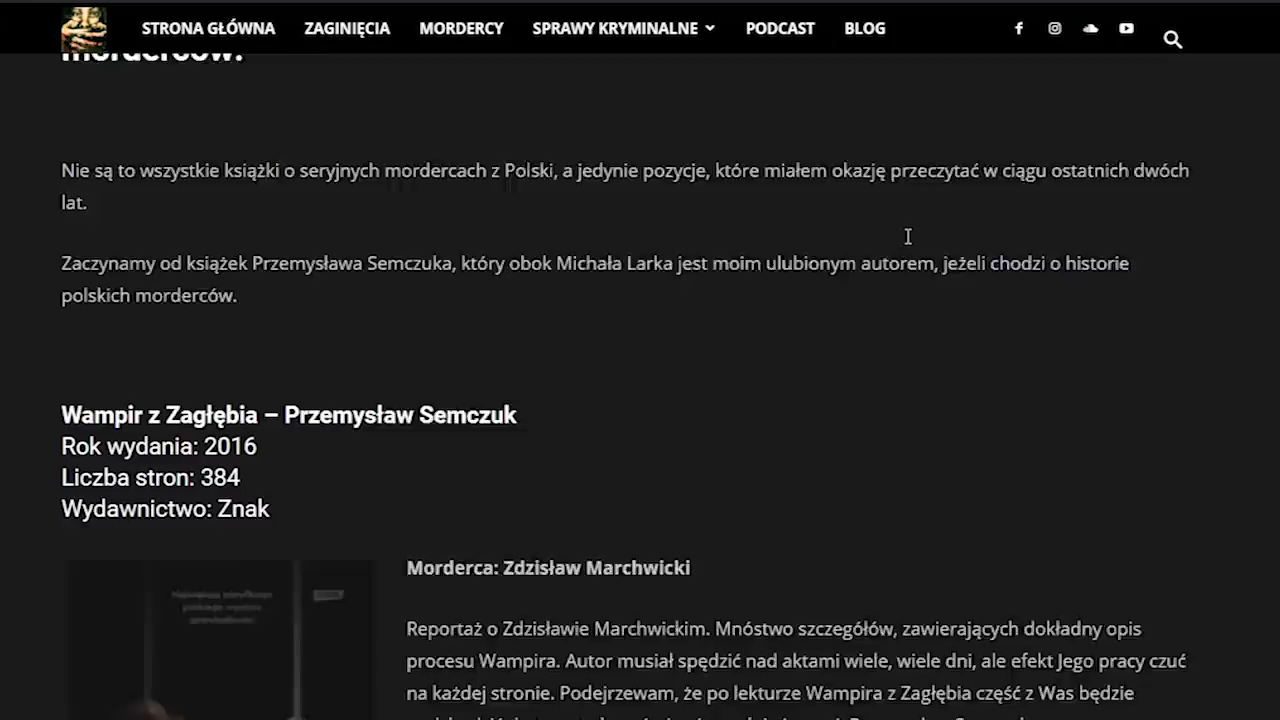 STRONA GŁÓWNA ZAGINIĘCIA MORDERCY SPRAWY KRYMINALNE PODCAST BLOG
morderców?
Nie są to wszystkie książki o seryjnych mordercach z Polski, a jedynie pozycje, które miałem okazję przeczytać w ciągu ostatnich dwóch
lat.
Zaczynamy od książek Przemysława Semczuka, który obok Michała Larka jest moim ulubionym autorem, jeżeli chodzi o historie
polskich morderców.
Wampir z Zagłębia – Przemysław Semczuk
Rok wydania: 2016
Liczba stron: 384
Wydawnictwo: Znak
Morderca: Zdzisław Marchwicki
Reportaż o Zdzisławie Marchwickim. Mnóstwo szczegółów, zawierających dokładny opis
procesu Wampira. Autor musiał spędzić nad aktami wiele, wiele dni, ale efekt Jego pracy czuć
na każdej stronie. Podejrzewam, że po lekturze Wampira z Zagłębia część z Was będzie